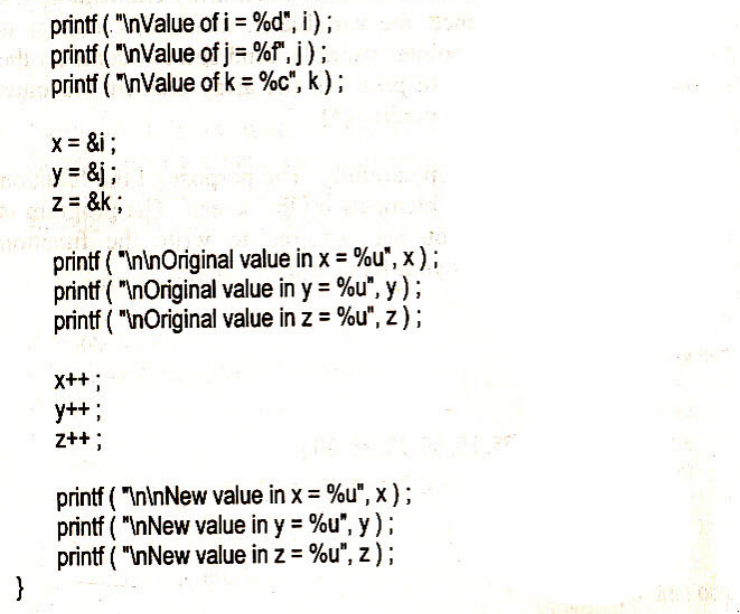 printf ( "\nValue of i = %d", i ) ;
printf ( "\nValue of j = %f", j ) ;
printf ( "\nValue of k = %c", k ) ;
x = &i ;
y = &j ;
z = &k ;
printf ( "\n\nOriginal value in x = %u", x ) ;
printf ( "\nOriginal value in y = %u", y ) ;
printf ( "\nOriginal value in z = %u", z ) ;
x++ ;
y++ ;
z++ ;
printf ( "\n\nNew value in x = %u", x ) ;
printf ( "\nNew value in y = %u", y ) ;
printf ( "\nNew value in z = %u", z ) ;
}